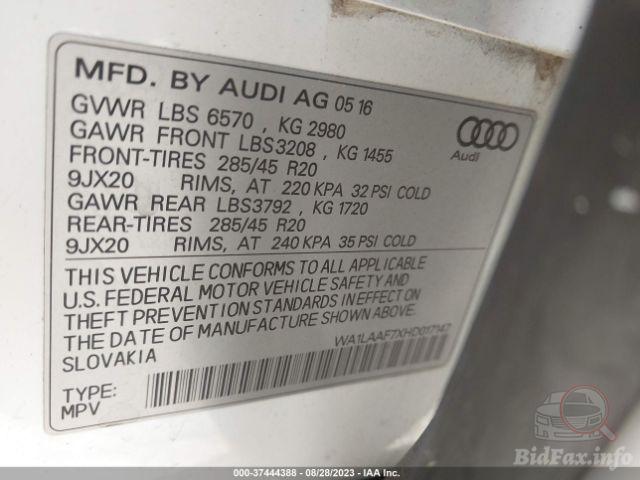 MFD. BY AUDI AG 05 16
GVWR LBS 6570 , KG 2980
GAWR FRONT LBS3208 , KG 1455
FRONT-TIRES 285/45 R20
9JX20 RIMS, AT 220 KPA 32 PSI COLD
GAWR REAR LBS3792 , KG 1720
REAR-TIRES 285/45 R20
9JX20 RIMS, AT 240 KPA 35 PSI COLD
Audi
THIS VEHICLE CONFORMS TO ALL APPLICABLE
U.S. FEDERAL MOTOR VEHICLE SAFETY AND
THEFT PREVENTION STANDARDS IN EFFECT ON
THE DATE OF MANUFACTURE SHOWN ABOVE
WA1LAAF7XHD017147
SLOVAKIA
TYPE:
MPV
BidFax.info
000-37444388 - 08/28/2023 - IAA Inc.